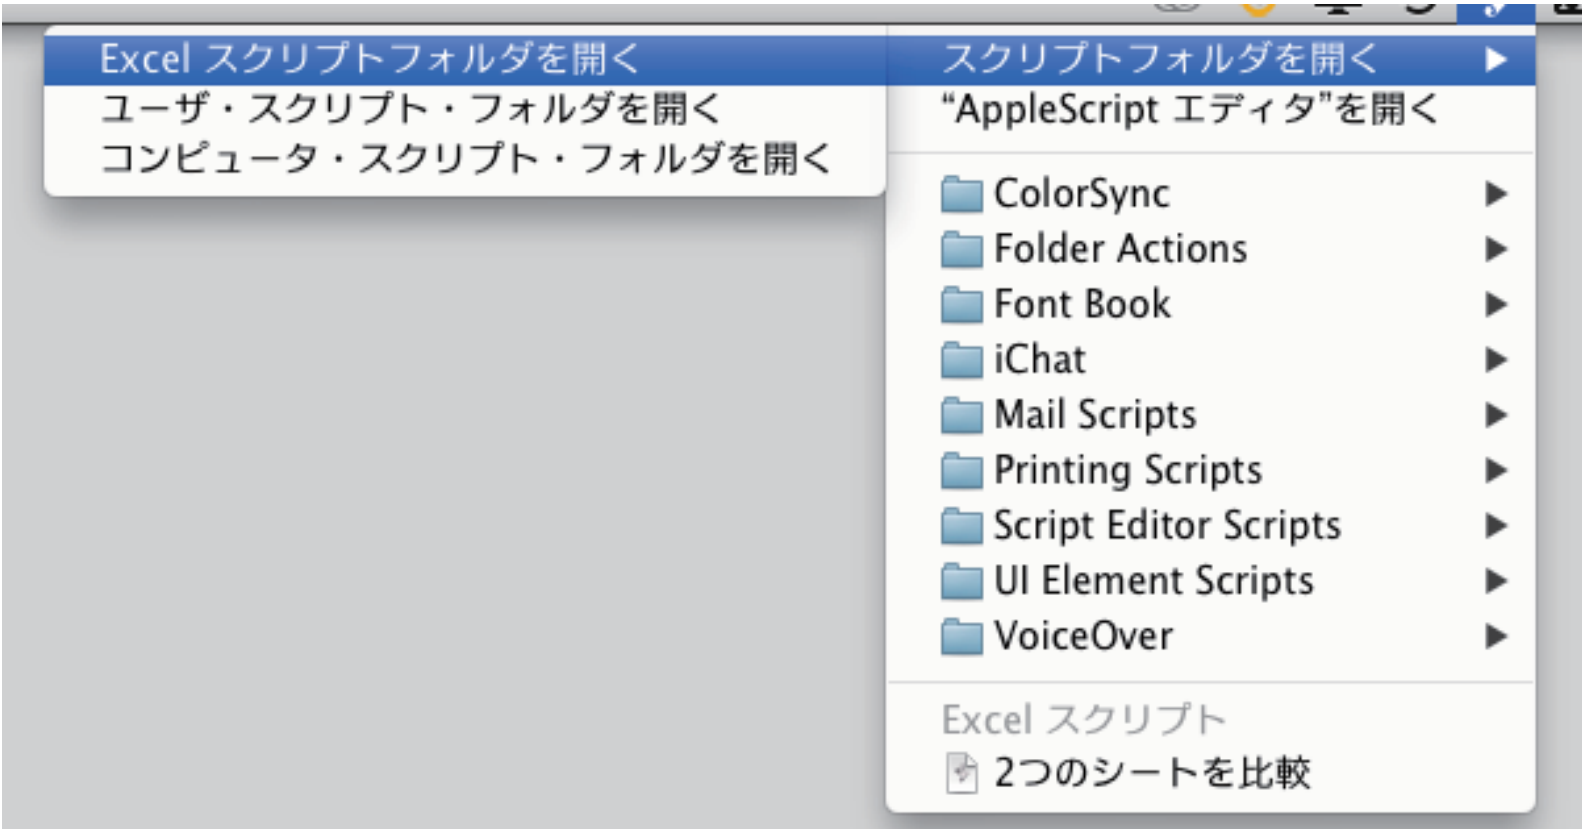 Excel スクリプトフォルダを開く
ユーザ・スクリプト・フォルダを開く
コンピュータ・スクリプト・フォルダを開く
スクリプトフォルダを開く
“AppleScript エディタ”を開く
ColorSync
Folder Actions
Font Book
iChat
Mail Scripts
Printing Scripts
Script Editor Scripts
UI Element Scripts
VoiceOver
Excel スクリプト
2つのシートを比較